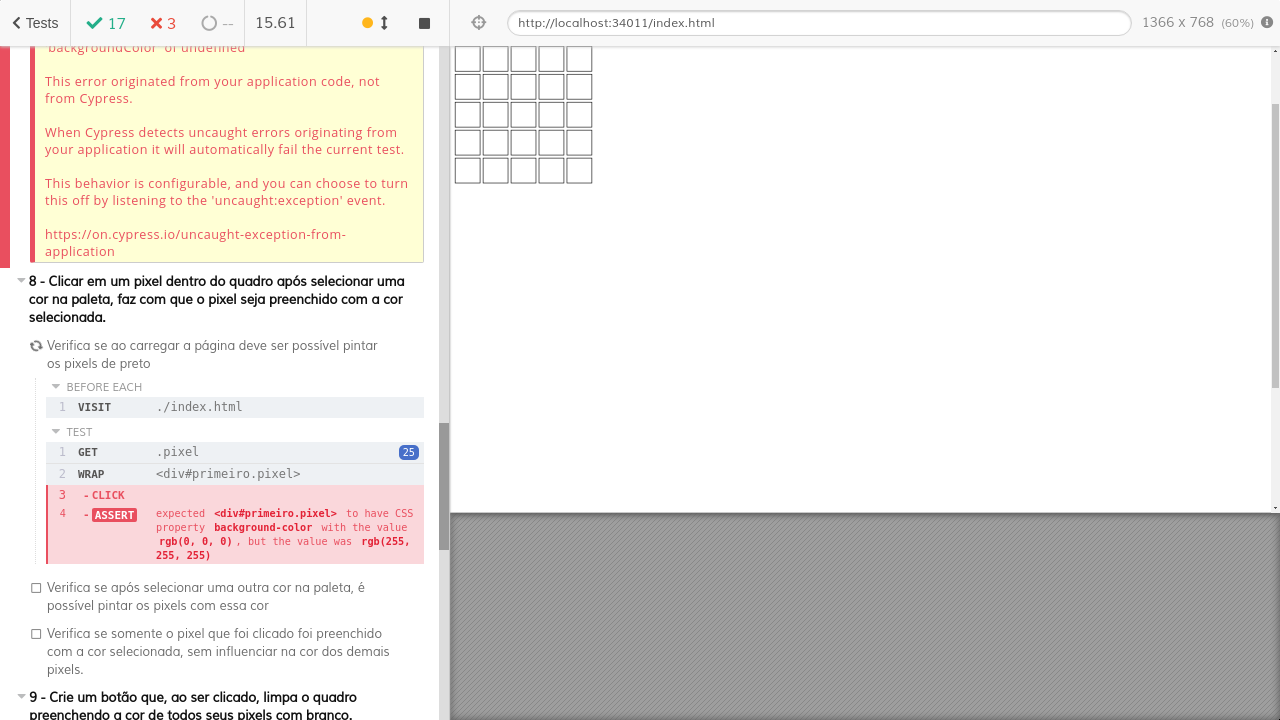 Tests 17 3 -- 15.61 http://localhost:34011/index.html 1366 x 768 (60%)
'backgroundColor' of undefined
This error originated from your application code, not
from Cypress.
When Cypress detects uncaught errors originating from
your application it will automatically fail the current test.
This behavior is configurable, and you can choose to turn
this off by listening to the 'uncaught:exception' event.
https://on.cypress.io/uncaught-exception-from-
application
8 - Clicar em um pixel dentro do quadro após selecionar uma
cor na paleta, faz com que o pixel seja preenchido com a cor
selecionada.
Verifica se ao carregar a página deve ser possível pintar
os pixels de preto
BEFORE EACH
1 VISIT ./index.html
TEST
1 GET .pixel 25
2 WRAP <div#primeiro.pixel>
3 -CLICK
4 -ASSERT expected <div#primeiro.pixel> to have CSS
property background-color with the value
rgb(0, 0, 0), but the value was rgb(255,
255, 255)
Verifica se após selecionar uma outra cor na paleta, é
possível pintar os pixels com essa cor
Verifica se somente o pixel que foi clicado foi preenchido
com a cor selecionada, sem influenciar na cor dos demais
pixels.
9 - Crie um botão que, ao ser clicado, limpa o quadro
preenchendo a cor de todos seus pixels com branco.